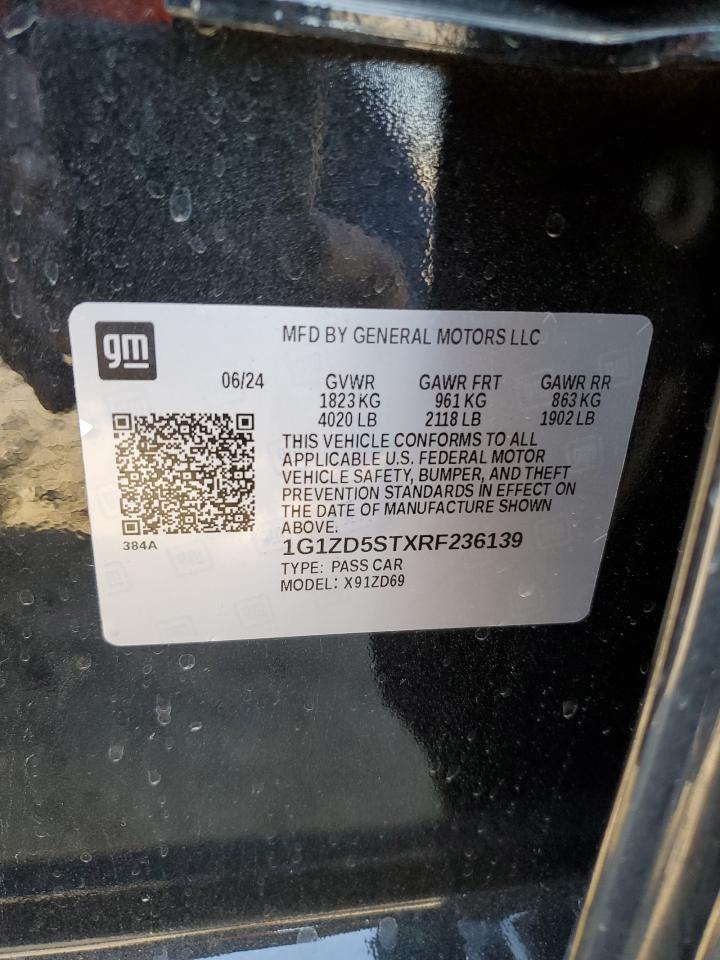 gm
MFD BY GENERAL MOTORS LLC
06/24 GVWR GAWR FRT GAWR RR
1823 KG 961 KG 863 KG
4020 LB 2118 LB 1902 LB
THIS VEHICLE CONFORMS TO ALL
APPLICABLE U.S. FEDERAL MOTOR
VEHICLE SAFETY, BUMPER, AND THEFT
PREVENTION STANDARDS IN EFFECT ON
THE DATE OF MANUFACTURE SHOWN
ABOVE.
384A
1G1ZD5STXRF236139
TYPE: PASS CAR
MODEL: X91ZD69